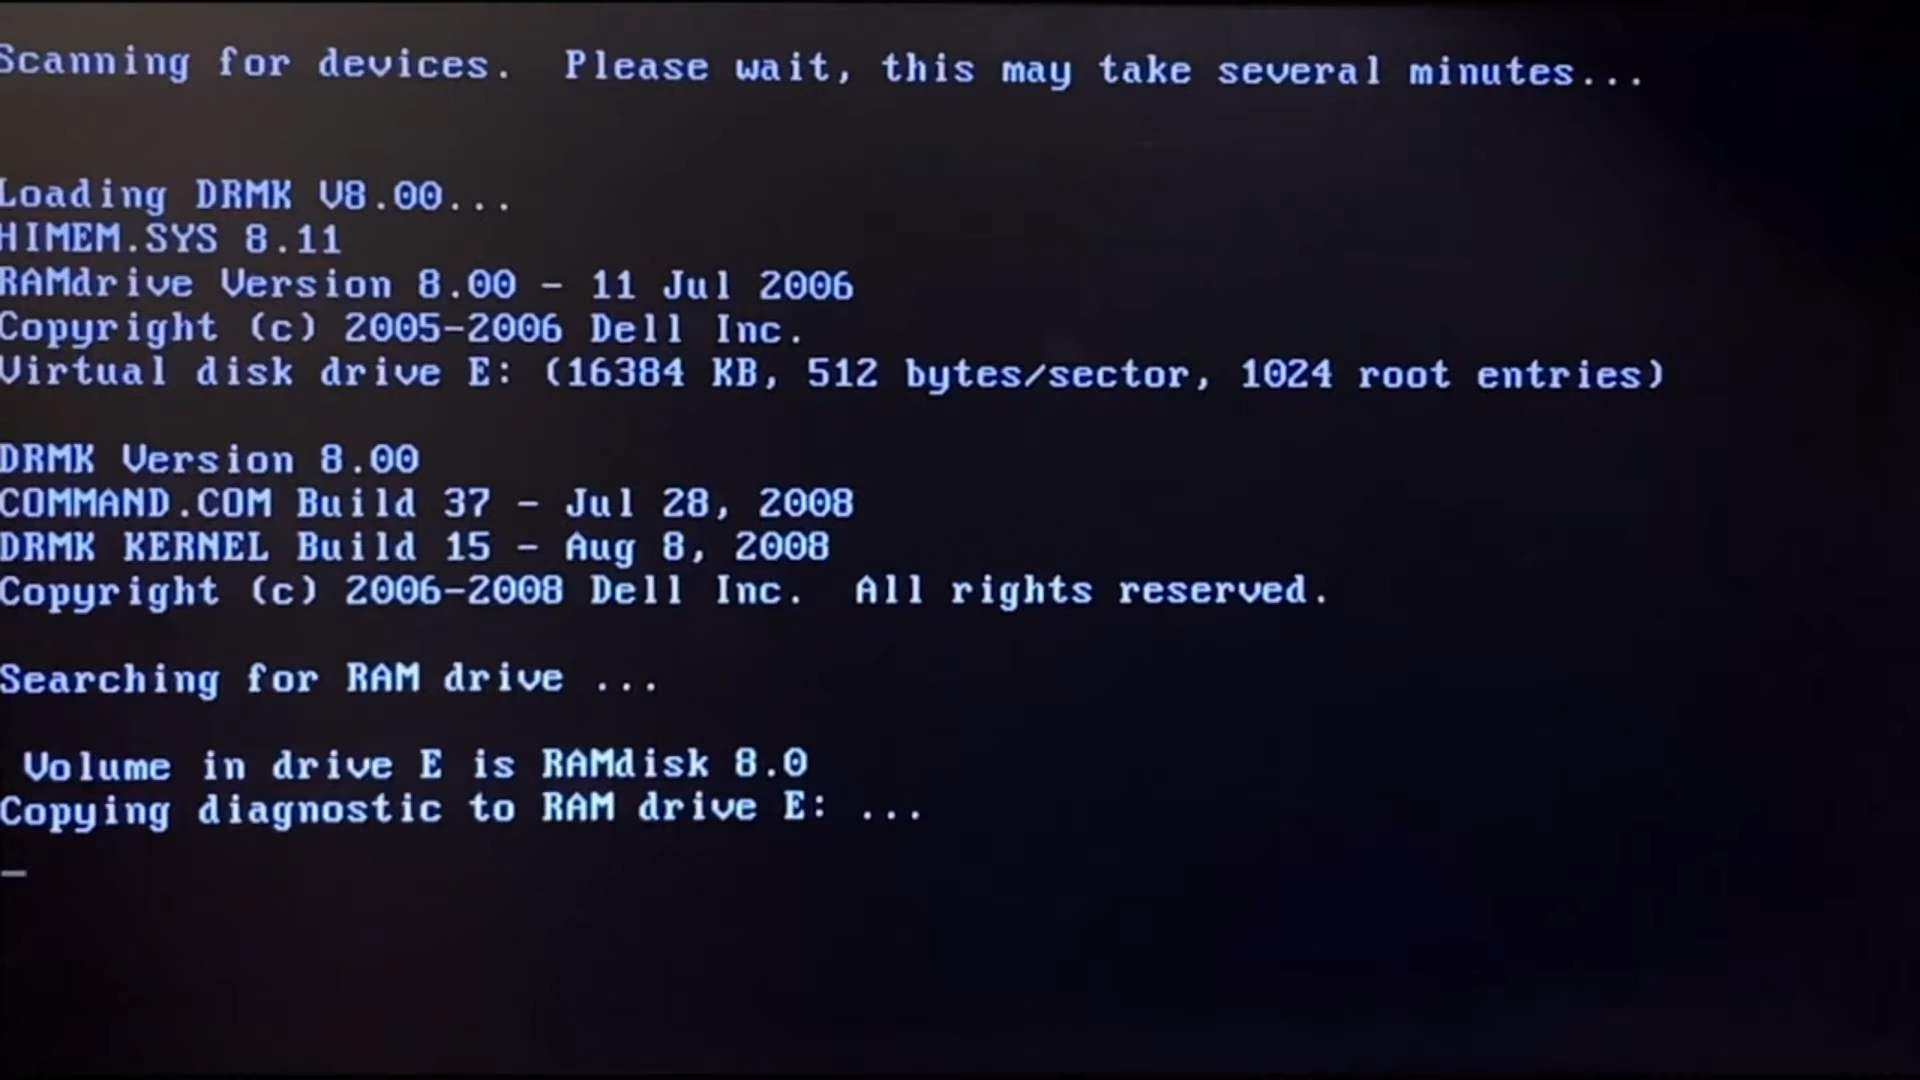 Scanning for devices.  Please wait, this may take several minutes...
Loading DRMK V8.00...
HIMEM.SYS 8.11
RAMdrive Version 8.00 - 11 Jul 2006
Copyright (c) 2005-2006 Dell Inc.
Virtual disk drive E: (16384 KB, 512 bytes/sector, 1024 root entries)
DRMK Version 8.00
COMMAND.COM Build 37 - Jul 28, 2008
DRMK KERNEL Build 15 - Aug 8, 2008
Copyright (c) 2006-2008 Dell Inc.  All rights reserved.
Searching for RAM drive ...
Volume in drive E is RAMdisk 8.0
Copying diagnostic to RAM drive E: ...
_